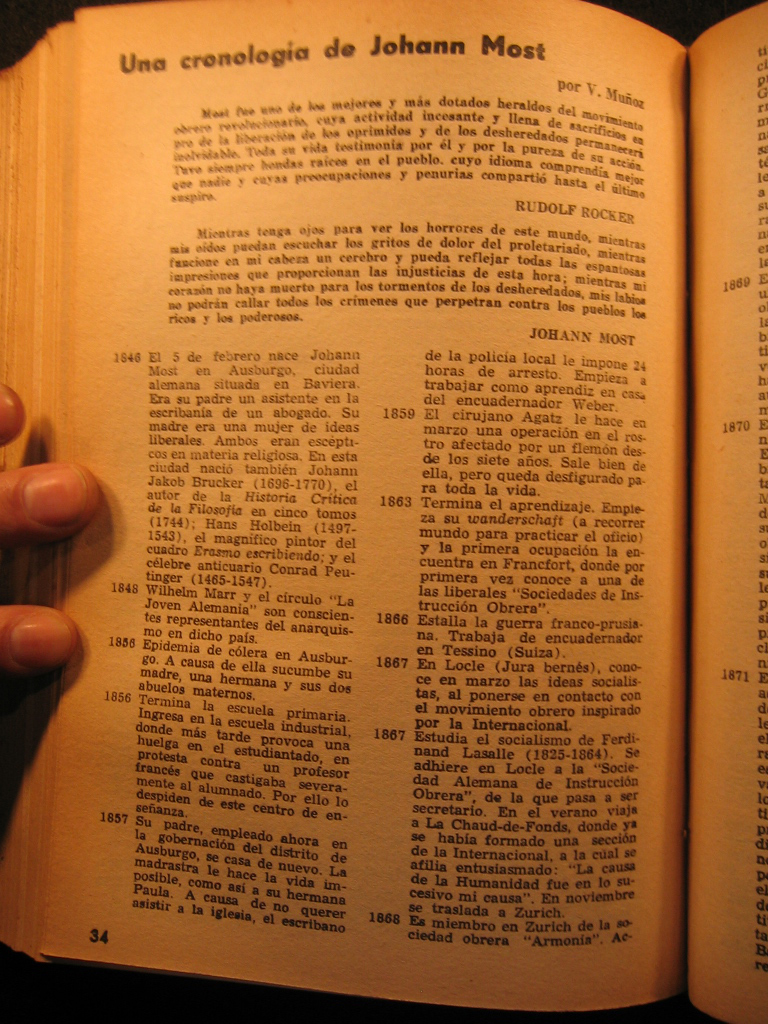 Una cronologia de Johann Most
por V. Muñoz
Most fue uno de los mejores y más dotados heraldos del movimiento
obrero revolucionario, cuya actividad incesante y llena de sacrificios en
pro de la liberación de los oprimidos y de los desheredados permanecerá
inolvidable. Toda su vida testimonia por él y por la pureza de su acción.
Tuvo siempre hondas raíces en el pueblo, cuyo idioma comprendía mejor
que nadie y cuyas preocupaciones y penurias compartió hasta el último
suspiro.
RUDOLF ROCKER
Mientras tenga ojos para ver los horrores de este mundo, mientras
mis oídos puedan escuchar los gritos de dolor del proletariado, mientras
funcione en mi cabeza un cerebro y pueda reflejar todas las espantosas
impresiones que proporcionan las injusticias de esta hora; mientras mi
corazón no haya muerto para los tormentos de los desheredados, mis labios
no podrán callar todos los crímenes que perpetran contra los pueblos los
ricos y los poderosos.
JOHANN MOST
1846 El 5 de febrero nace Johann
Most en Ausburgo, ciudad
alemana situada en Baviera.
Era su padre un asistente en la
escribanía de un abogado. Su
madre era una mujer de ideas
liberales. Ambos eran escépti-
cos en materia religiosa. En esta
ciudad nació también Johann
Jakob Brucker (1696-1770), el
autor de la Historia Crítica
de la Filosofía en cinco tomos
(1744); Hans Holbein (1497-
1543), el magnífico pintor del
cuadro Erasmo escribiendo; y el
célebre anticuario Conrad Peu-
tinger (1465-1547).
1848 Wilhelm Marr y el círculo "La
Joven Alemania" son conscien-
tes representantes del anarquis-
mo en dicho país.
1856 Epidemia de cólera en Ausbur-
go. A causa de ella sucumbe su
madre, una hermana y sus dos
abuelos maternos.
1856 Termina la escuela primaria.
Ingresa en la escuela industrial,
donde más tarde provoca una
huelga en el estudiantado, en
protesta contra un profesor
francés que castigaba severa-
mente al alumnado. Por ello lo
despiden de este centro de en-
señanza.
1857 Su padre, empleado ahora en
la gobernación del distrito de
Ausburgo, se casa de nuevo. La
madrastra le hace la vida im-
posible, como así a su hermana
Paula. A causa de no querer
asistir a la iglesia, el escribano
de la policía local le impone 24
horas de arresto. Empieza a
trabajar como aprendiz en casa
del encuadernador Weber.
1859 El cirujano Agatz le hace en
marzo una operación en el ros-
tro afectado por un flemón des-
de los siete años. Sale bien de
ella, pero queda desfigurado pa-
ra toda la vida.
1863 Termina el aprendizaje. Empie-
za su wanderschaft (a recorrer
mundo para practicar el oficio)
y la primera ocupación la en-
cuentra en Francfort, donde por
primera vez conoce a una de
las liberales "Sociedades de Ins-
trucción Obrera".
1866 Estalla la guerra franco-prusia-
na. Trabaja de encuadernador
en Tessino (Suiza).
1867 En Locle (Jura bernés), cono-
ce en marzo las ideas socialis-
tas, al ponerse en contacto con
el movimiento obrero inspirado
por la Internacional.
1867 Estudia el socialismo de Ferdi-
nand Lasalle (1825-1864). Se
adhiere en Locle a la "Socie-
dad Alemana de Instrucción
Obrera", de la que pasa a ser
secretario. En el verano viaja
a La Chaud-de-Fonds, donde ya
se había formado una sección
de la Internacional, a la cual se
afilia entusiasmado: "La causa
de la Humanidad fue en lo su-
cesivo mi causa". En noviembre
se traslada a Zurich.
1868 Es miembro en Zurich de la so-
ciedad obrera "Armonía". Ac-
34
1869
1870
1871